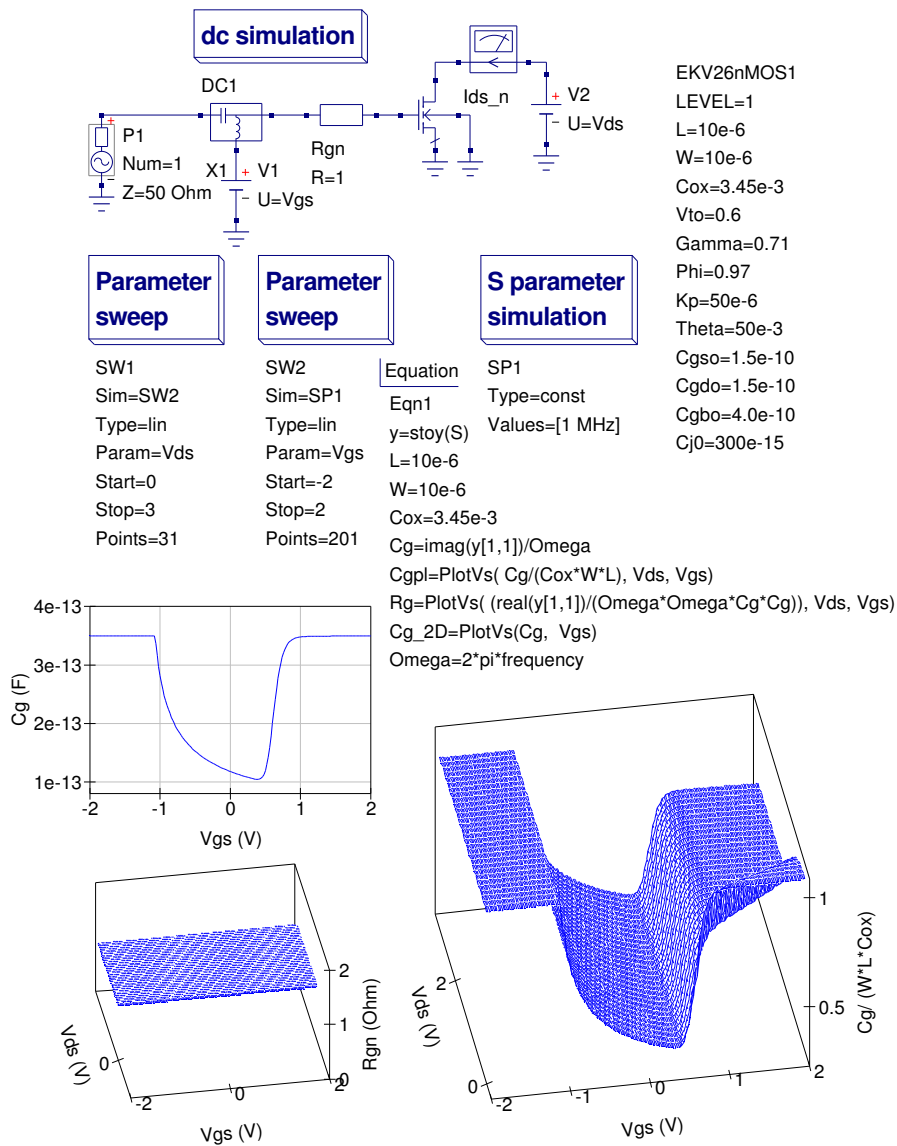 dc simulation
DC1
P1
Num=1
Z=50 Ohm
X1
V1
U=Vgs
Rgn
R=1
Ids_n
V2
U=Vds
EKV26nMOS1
LEVEL=1
L=10e-6
W=10e-6
Cox=3.45e-3
Vto=0.6
Gamma=0.71
Phi=0.97
Kp=50e-6
Theta=50e-3
Cgso=1.5e-10
Cgdo=1.5e-10
Cgbo=4.0e-10
Cj0=300e-15
Parameter
sweep
SW1
Sim=SW2
Type=lin
Param=Vds
Start=0
Stop=3
Points=31
Parameter
sweep
SW2
Sim=SP1
Type=lin
Param=Vgs
Start=-2
Stop=2
Points=201
Equation
Eqn1
y=stoy(S)
L=10e-6
W=10e-6
Cox=3.45e-3
Cg=imag(y[1,1])/Omega
Cgpl=PlotVs( Cg/(Cox*W*L), Vds, Vgs)
Rg=PlotVs( (real(y[1,1])/(Omega*Omega*Cg*Cg)), Vds, Vgs)
Cg_2D=PlotVs(Cg, Vgs)
Omega=2*pi*frequency
S parameter
simulation
SP1
Type=const
Values=[1 MHz]
4e-13
3e-13
2e-13
1e-13
Cg (F)
-2 -1 0 1 2
Vgs (V)
2
1
0
Rgn (Ohm)
Vds (V)
0
-2 0 2
Vgs (V)
1
0.5
Cg/ (W*L*Cox)
2
0
Vds (V)
-2 -1 0 1 2
Vgs (V)